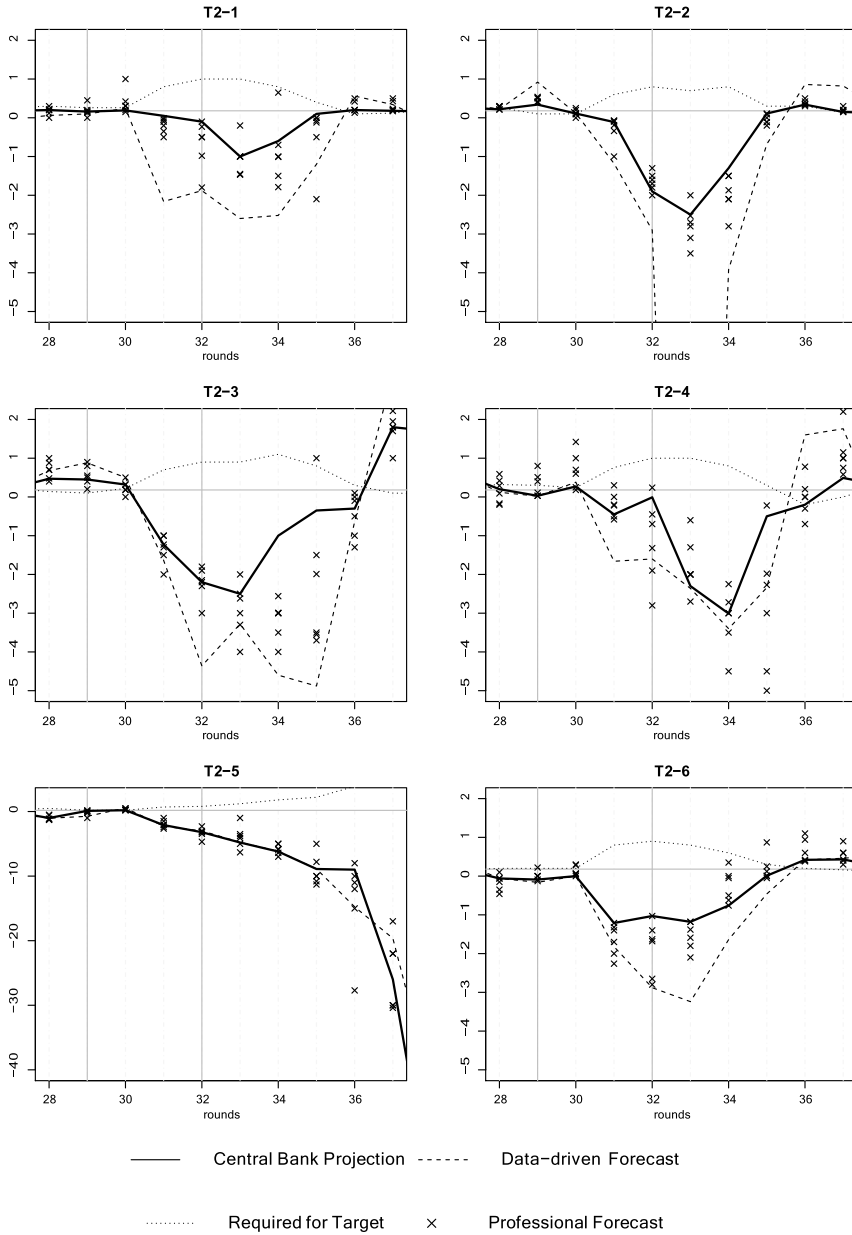 T2−1
2
1
0
−1
−2
−3
−4
−5
28 30 32 34 36
rounds
T2−2
2
1
0
−1
−2
−3
−4
−5
28 30 32 34 36
rounds
T2−3
2
1
0
−1
−2
−3
−4
−5
28 30 32 34 36
rounds
T2−4
2
1
0
−1
−2
−3
−4
−5
28 30 32 34 36
rounds
T2−5
0
−10
−20
−30
−40
28 30 32 34 36
rounds
T2−6
2
1
0
−1
−2
−3
−4
−5
28 30 32 34 36
rounds
Central Bank Projection
Data−driven Forecast
Required for Target
Professional Forecast